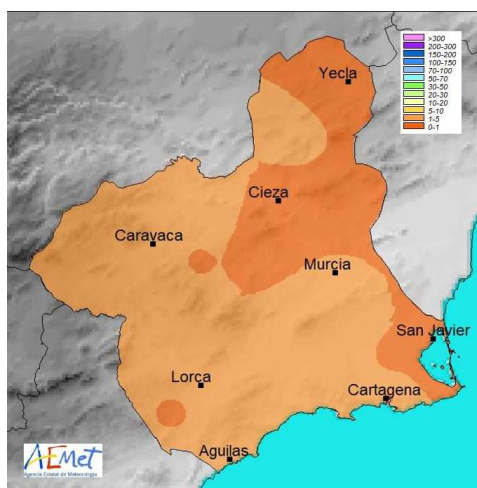 >300
200-300
150-200
100-150
70-100
50-70
30-50
20-30
10-20
5-10
1-5
0-1
Yecla
Cieza
Caravaca
Murcia
San Javier
Lorca
Cartagena
Aguilas
AEmet
Agencia Estatal de Meteorología